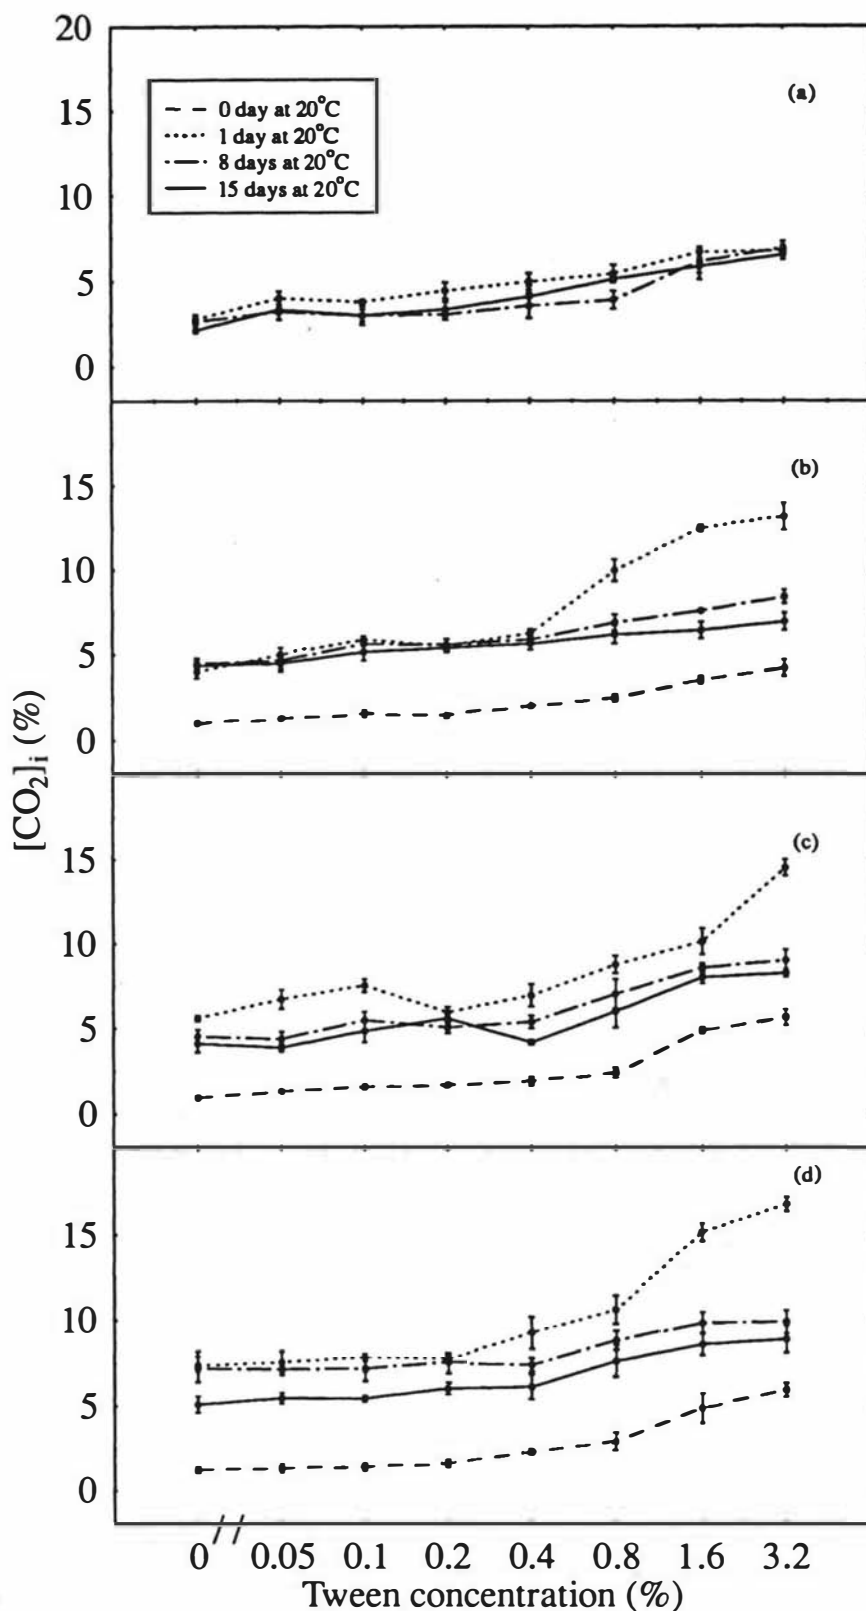 20
15
10
5
0
(a)
0 day at 20°C
1 day at 20°C
8 days at 20°C
15 days at 20°C
(b)
15
10
5
0
[CO₂]ᵢ (%)
(c)
15
10
5
0
(d)
15
10
5
0
0 // 0.05 0.1 0.2 0.4 0.8 1.6 3.2
Tween concentration (%)